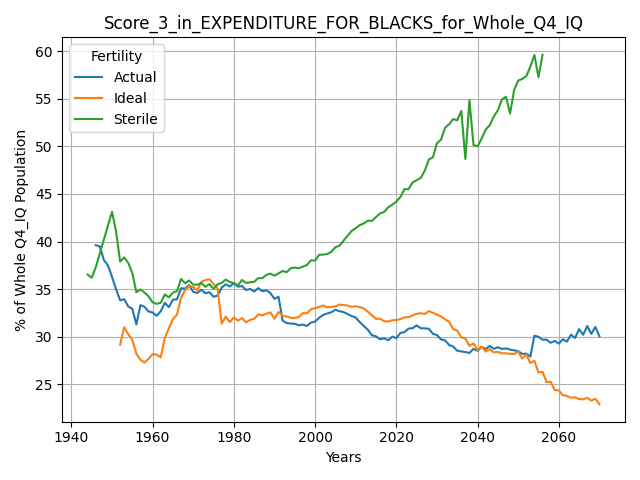 Score_3_in_EXPENDITURE_FOR_BLACKS_for_Whole_Q4_IQ
% of Whole Q4_IQ Population
60
55
50
45
40
35
30
25
Fertility
Actual
Ideal
Sterile
1940 1960 1980 2000 2020 2040 2060
Years